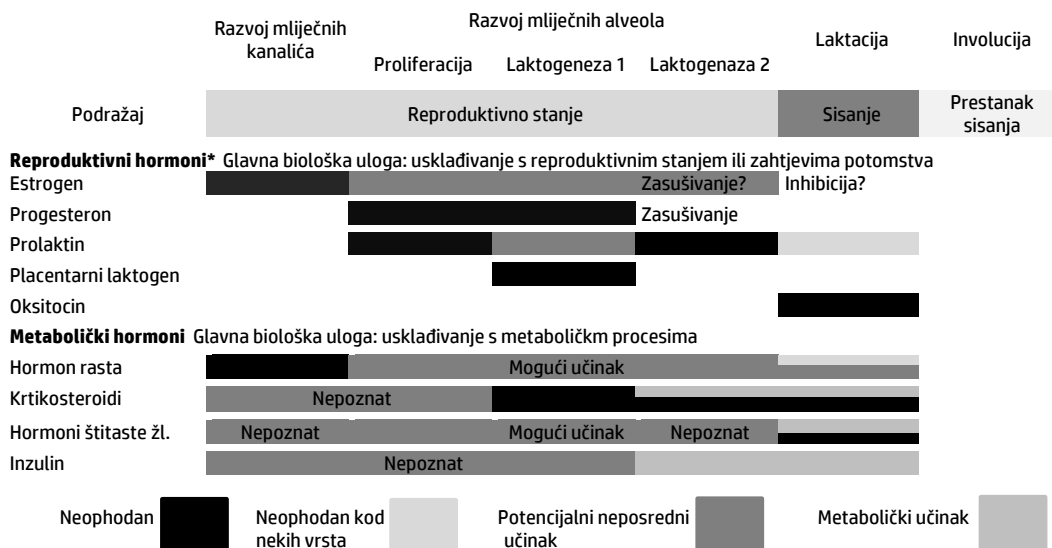 Razvoj mliječnih kanalića
Razvoj mliječnih alveola
Laktacija
Involucija
Proliferacija
Laktogeneza 1
Laktogenaza 2
Podražaj
Reproduktivno stanje
Sisanje
Prestanak sisanja
Reproduktivni hormoni* Glavna biološka uloga: usklađivanje s reproduktivnim stanjem ili zahtjevima potomstva
Estrogen Zasušivanje? Inhibicija?
Progesteron Zasušivanje
Prolaktin
Placentarni laktogen
Oksitocin
Metabolički hormoni Glavna biološka uloga: usklađivanje s metaboličkm procesima
Hormon rasta Mogući učinak
Krtikosteroidi Nepoznat
Hormoni štitaste žl. Nepoznat Mogući učinak Nepoznat
Inzulin Nepoznat
Neophodan
Neophodan kod nekih vrsta
Potencijalni neposredni učinak
Metabolički učinak